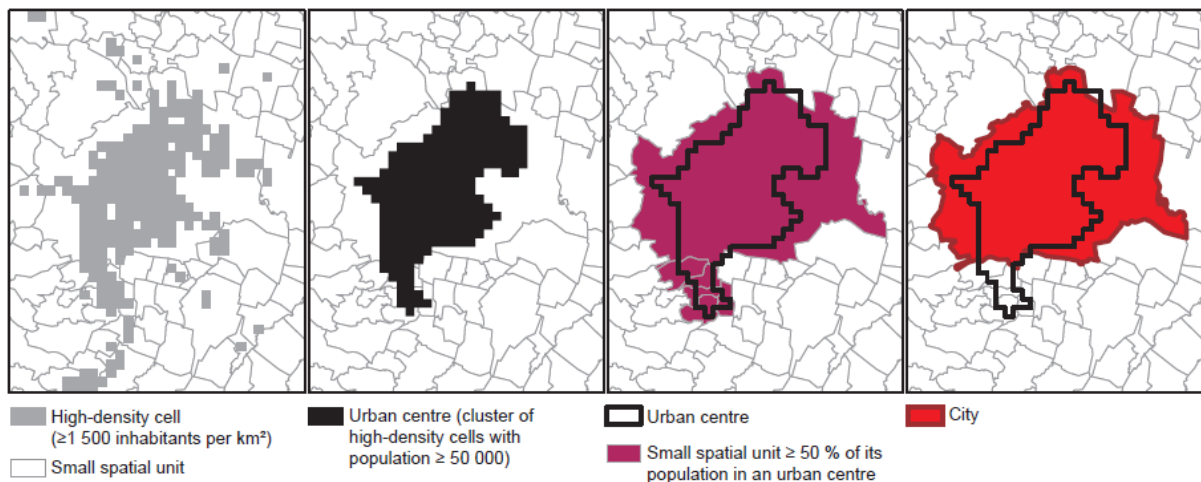 High-density cell
(≥1 500 inhabitants per km²)
Small spatial unit
Urban centre (cluster of
high-density cells with
population ≥ 50 000)
Urban centre
Small spatial unit ≥ 50 % of its
population in an urban centre
City